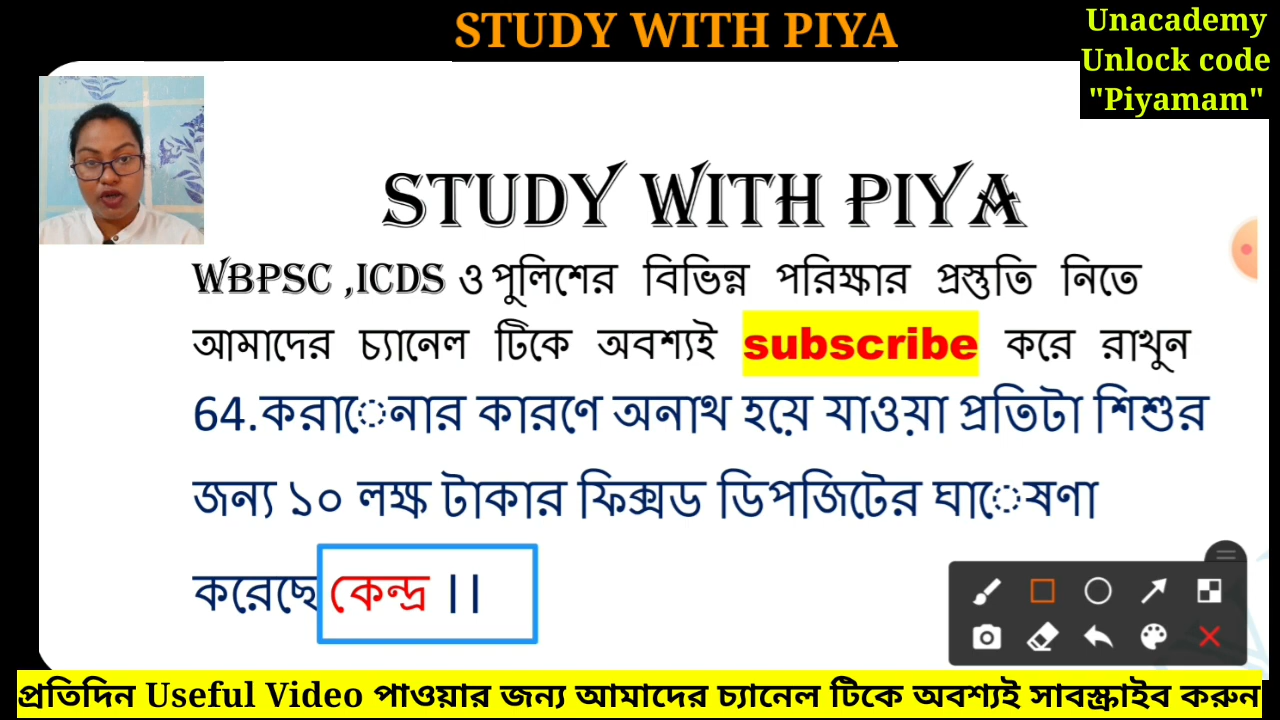 STUDY WITH PIYA
Unacademy
Unlock code
"Piyamam"
STUDY WITH PIYA
WBPSC ,ICDS ও পুলিশের বিভিন্ন পরিক্ষার প্রস্তুতি নিতে
আমাদের চ্যানেল টিকে অবশ্যই subscribe করে রাখুন
64.করােনার কারণে অনাথ হয়ে যাওয়া প্রতিটা শিশুর
জন্য ১০ লক্ষ টাকার ফিক্সড ডিপজিটের ঘােষণা
করেছে কেন্দ্র ।।
প্রতিদিন Useful Video পাওয়ার জন্য আমাদের চ্যানেল টিকে অবশ্যই সাবস্ক্রাইব করুন